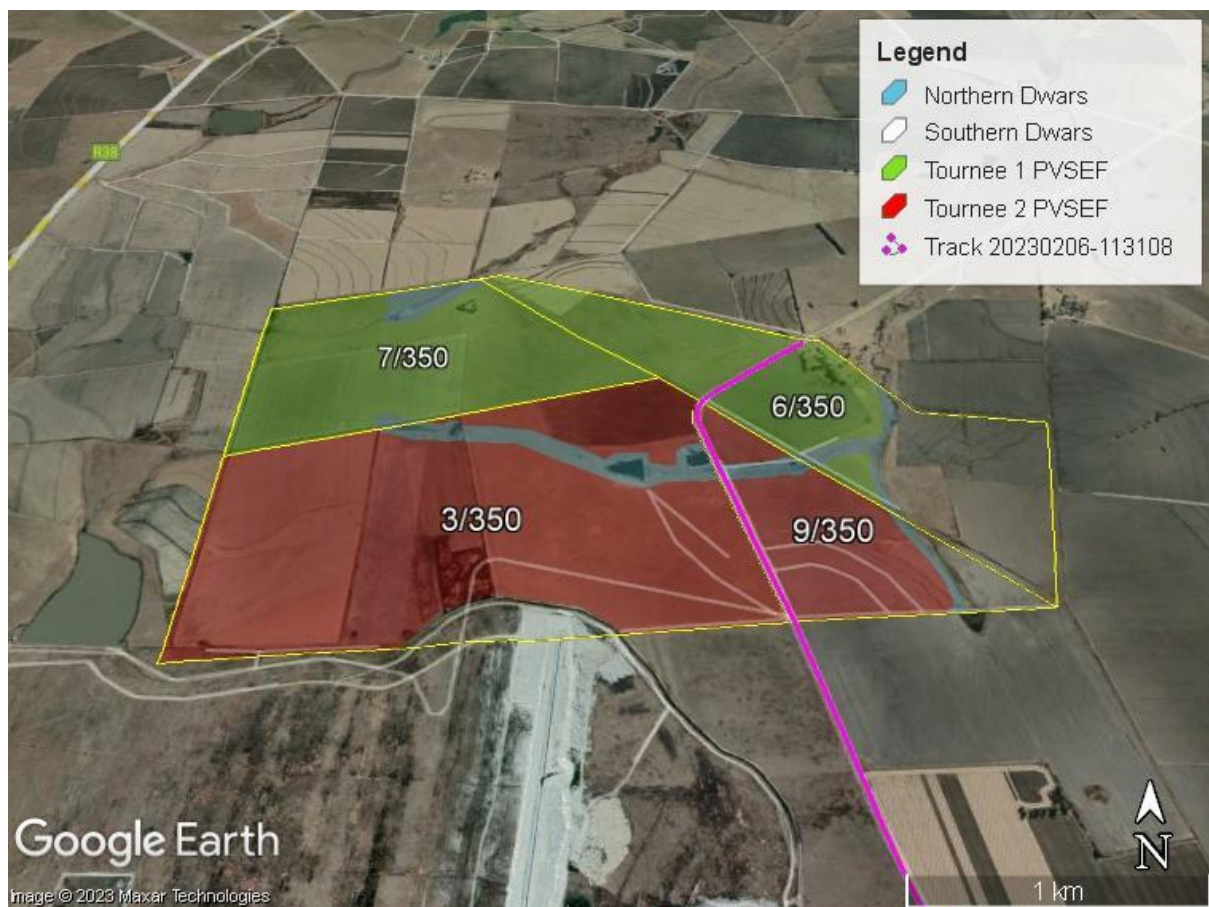 Legend
Northern Dwars
Southern Dwars
Tournee 1 PVSEF
Tournee 2 PVSEF
Track 20230206-113108
R38
7/350
6/350
3/350
9/350
N
1 km
Google Earth
Image © 2023 Maxar Technologies